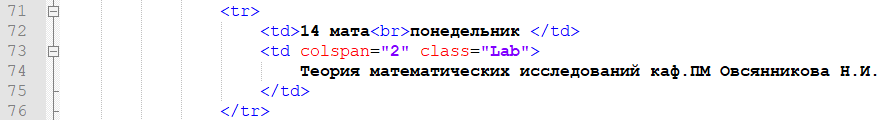 71 <tr>
72 <td>14 мата<br>понедельник </td>
73 <td colspan="2" class="Lab">
74 Теория математических исследований каф.ПМ Овсянникова Н.И.
75 </td>
76 </tr>